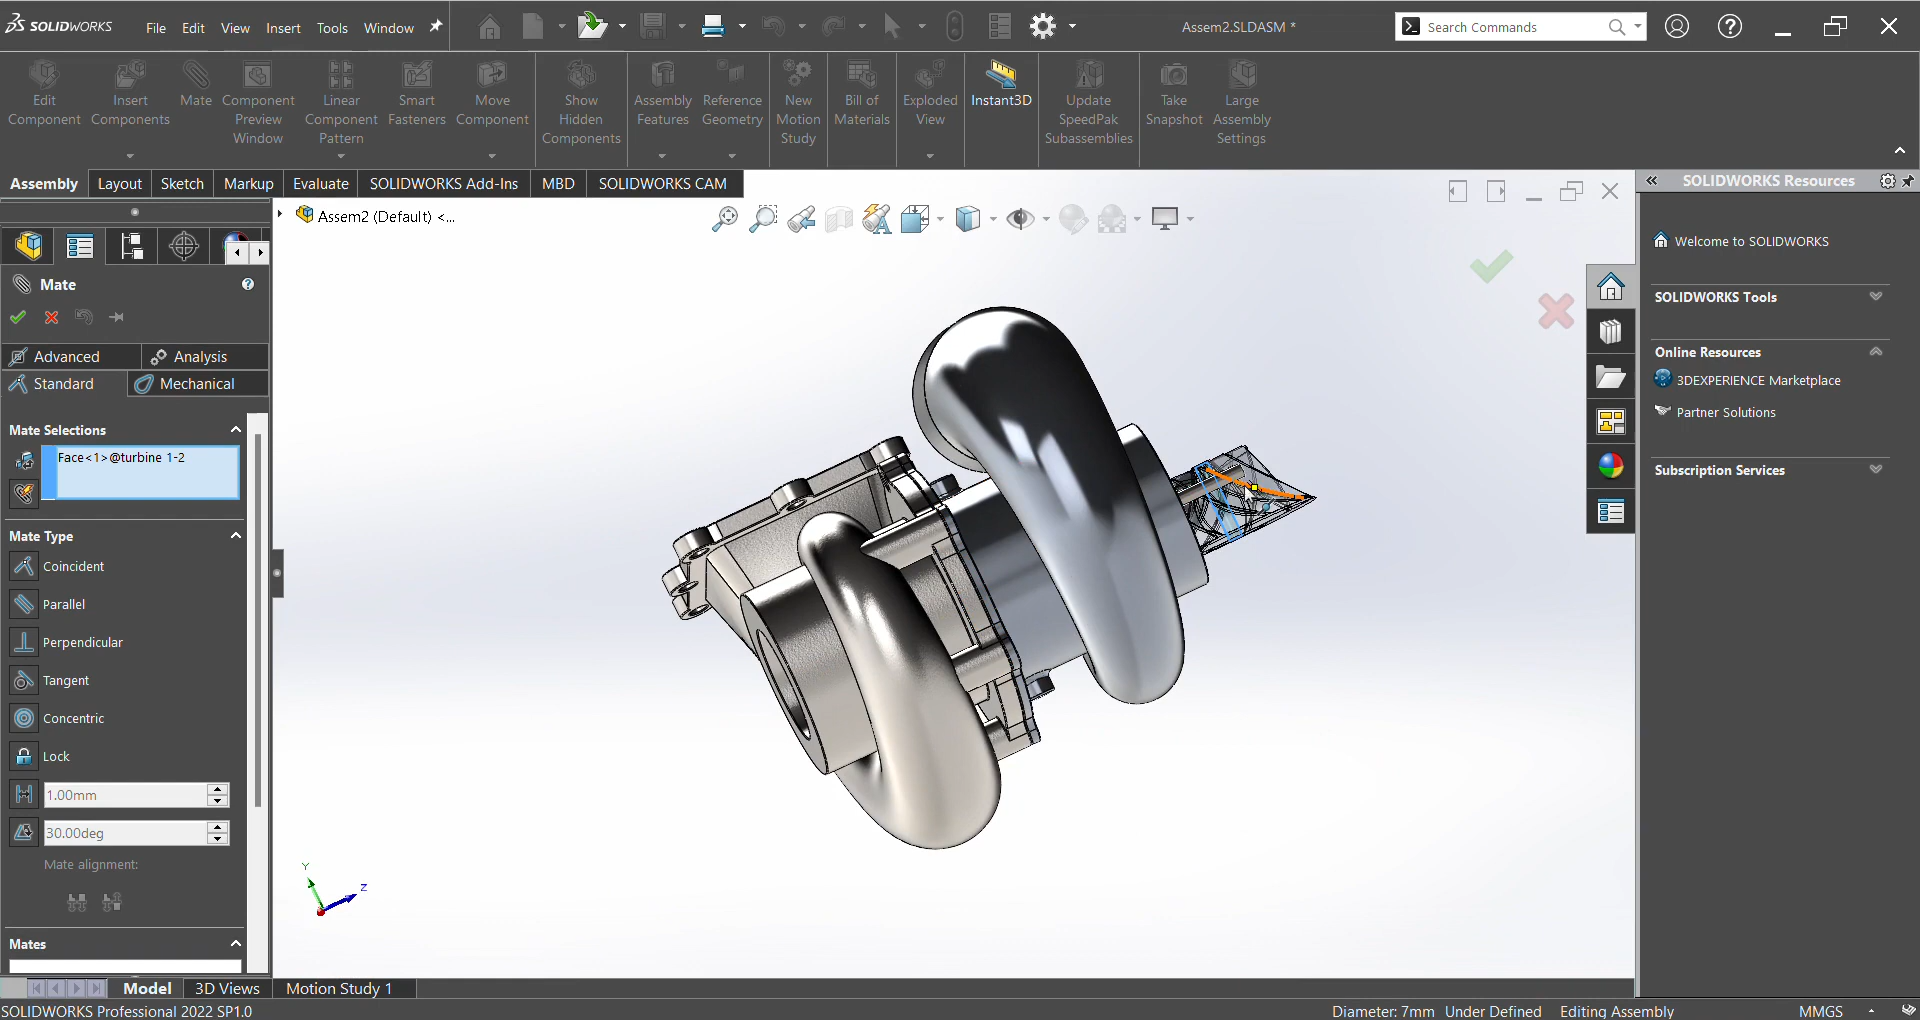 SOLIDWORKS File Edit View Insert Tools Window Assem2.SLDASM * Search Commands
Edit Component
Insert Components
Mate
Component Preview Window
Linear Component Pattern
Smart Fasteners
Move Component
Show Hidden Components
Assembly Features
Reference Geometry
New Motion Study
Bill of Materials
Exploded View
Instant3D
Update SpeedPak Subassemblies
Take Snapshot
Large Assembly Settings
Assembly Layout Sketch Markup Evaluate SOLIDWORKS Add-Ins MBD SOLIDWORKS CAM
Assem2 (Default) <...
Mate
Advanced Analysis
Standard Mechanical
Mate Selections
Face<1>@turbine 1-2
Mate Type
Coincident
Parallel
Perpendicular
Tangent
Concentric
Lock
1.00mm
30.00deg
Mate alignment:
Mates
Y
Z
SOLIDWORKS Resources
Welcome to SOLIDWORKS
SOLIDWORKS Tools
Online Resources
3DEXPERIENCE Marketplace
Partner Solutions
Subscription Services
Model 3D Views Motion Study 1
SOLIDWORKS Professional 2022 SP1.0 Diameter: 7mm Under Defined Editing Assembly MMGS